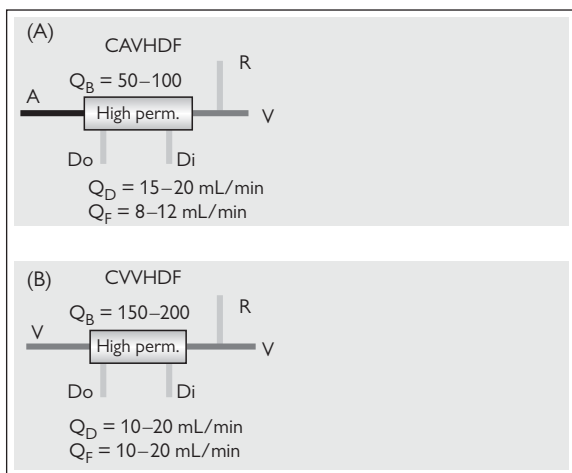 (A)
CAVHDF
R
Q_B = 50–100
A
High perm.
V
Do
Di
Q_D = 15–20 mL/min
Q_F = 8–12 mL/min
(B)
CVVHDF
Q_B = 150–200
R
V
High perm.
V
Do
Di
Q_D = 10–20 mL/min
Q_F = 10–20 mL/min